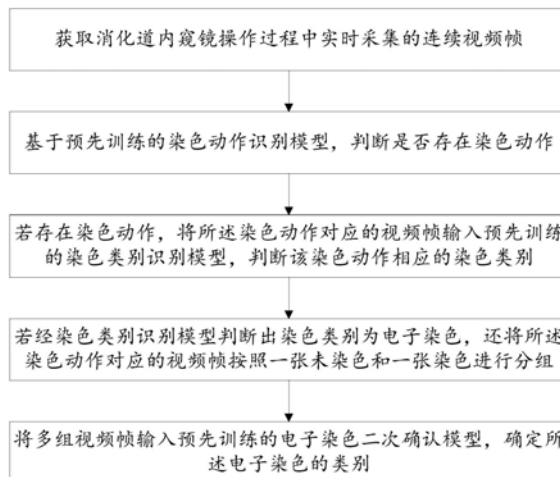 获取消化道内窥镜操作过程中实时采集的连续视频帧
基于预先训练的染色动作识别模型，判断是否存在染色动作
若存在染色动作，将所述染色动作对应的视频帧输入预先训练
的染色类别识别模型，判断该染色动作相应的染色类别
若经染色类别识别模型判断出染色类别为电子染色，还将所述
染色动作对应的视频帧按照一张未染色和一张染色进行分组
将多组视频帧输入预先训练的电子染色二次确认模型，确定所
述电子染色的类别